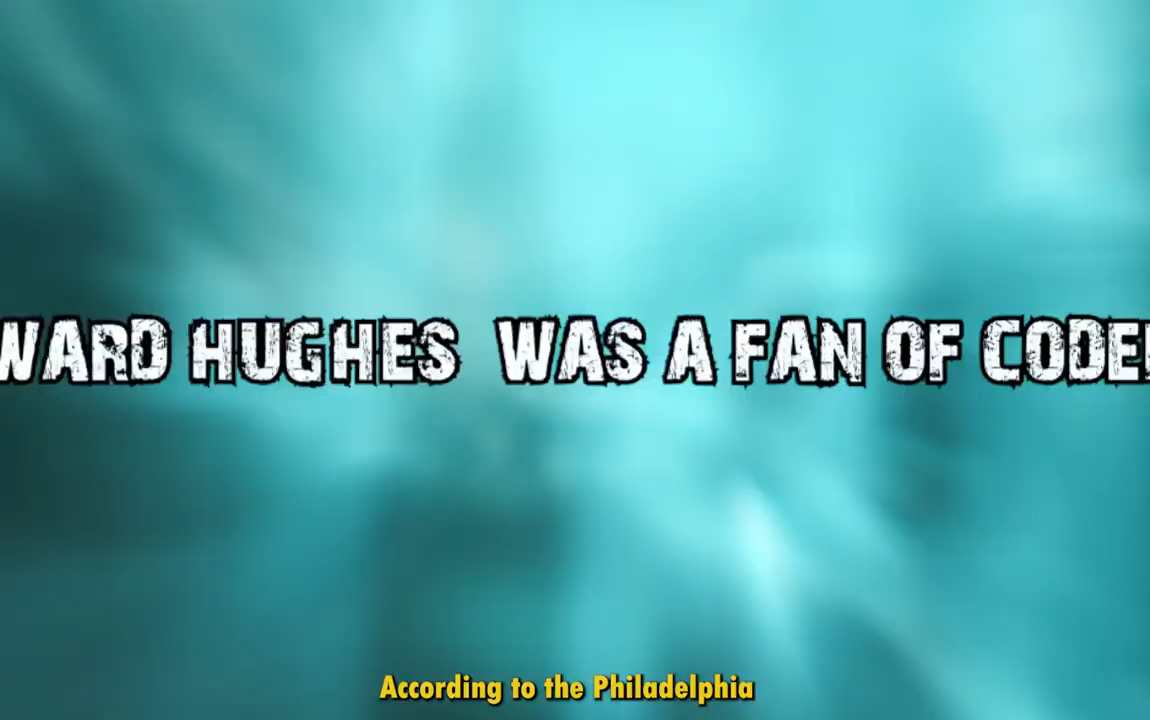 WARD HUGHES WAS A FAN OF CODE
According to the Philadelphia